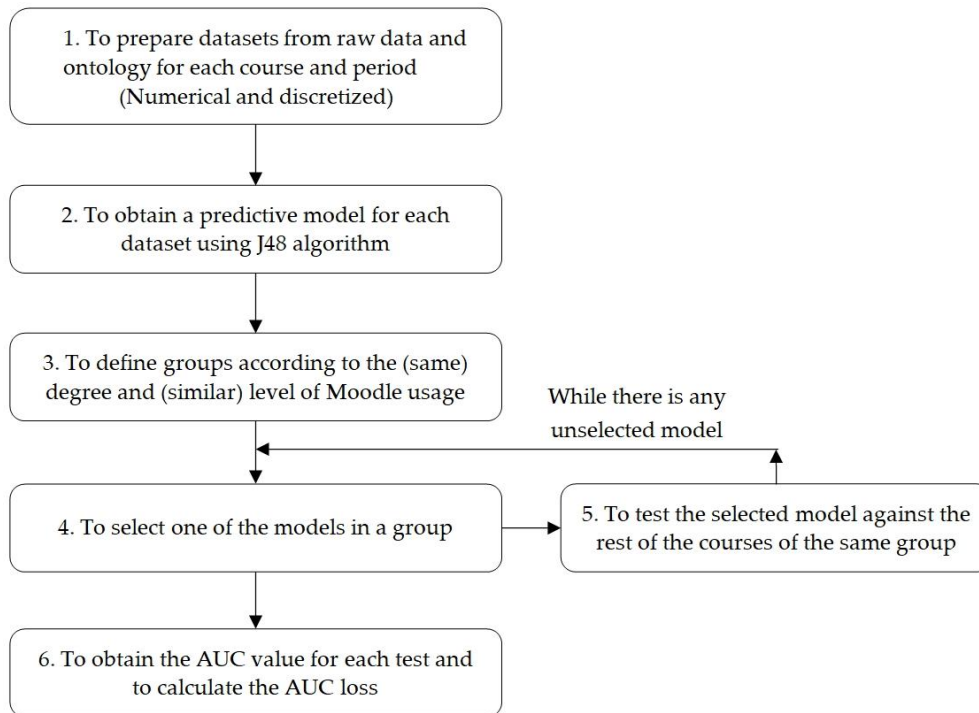 1. To prepare datasets from raw data and
ontology for each course and period
(Numerical and discretized)
2. To obtain a predictive model for each
dataset using J48 algorithm
3. To define groups according to the (same)
degree and (similar) level of Moodle usage
While there is any
unselected model
4. To select one of the models in a group
5. To test the selected model against the
rest of the courses of the same group
6. To obtain the AUC value for each test and
to calculate the AUC loss